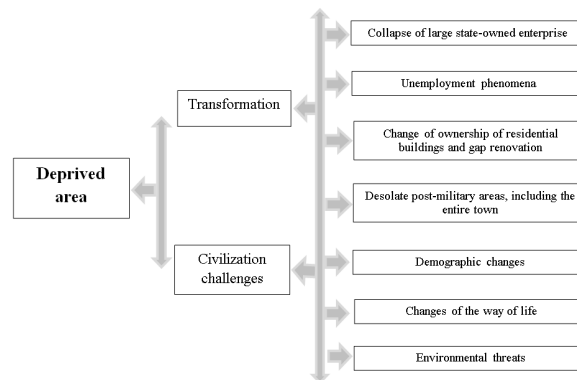 Deprived
area
Transformation
Civilization
challenges
Collapse of large state-owned enterprise
Unemployment phenomena
Change of ownership of residential
buildings and gap renovation
Desolate post-military areas, including the
entire town
Demographic changes
Changes of the way of life
Environmental threats